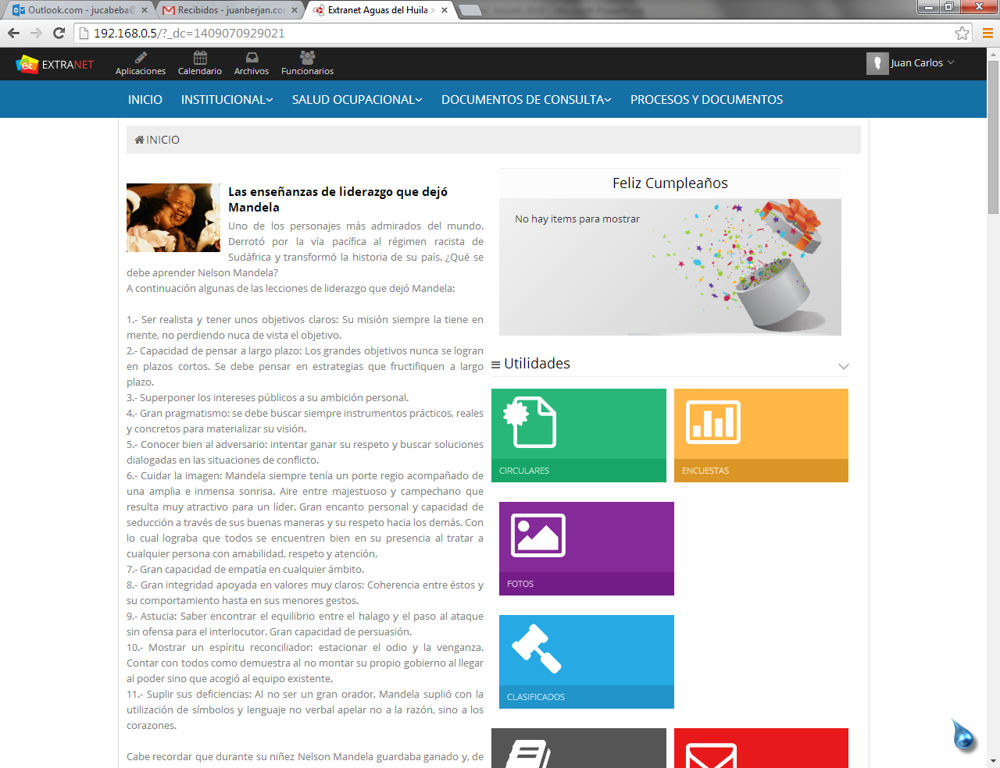 Outlook.com - jucabeba@
Recibidos - juanberjan.co
Extranet Aguas del Huila >
192.168.0.5/?_dc=1409070929021
et EXTRANET
Aplicaciones
Calendario
Archivos
Funcionarios
Juan Carlos
INICIO
INSTITUCIONAL
SALUD OCUPACIONAL
DOCUMENTOS DE CONSULTA
PROCESOS Y DOCUMENTOS
INICIO
Las enseñanzas de liderazgo que dejó
Mandela
Uno de los personajes más admirados del mundo.
Derrotó por la vía pacífica al régimen racista de
Sudáfrica y transformó la historia de su país. ¿Qué se
debe aprender Nelson Mandela?
A continuación algunas de las lecciones de liderazgo que dejó Mandela:
1.- Ser realista y tener unos objetivos claros: Su misión siempre la tiene en
mente, no perdiendo nuca de vista el objetivo.
2.- Capacidad de pensar a largo plazo: Los grandes objetivos nunca se logran
en plazos cortos. Se debe pensar en estrategias que fructifiquen a largo
plazo.
3.- Superponer los intereses públicos a su ambición personal.
4.- Gran pragmatismo: se debe buscar siempre instrumentos prácticos, reales
y concretos para materializar su visión.
5.- Conocer bien al adversario: intentar ganar su respeto y buscar soluciones
dialogadas en las situaciones de conflicto.
6.- Cuidar la imagen: Mandela siempre tenía un porte regio acompañado de
una amplia e inmensa sonrisa. Aire entre majestuoso y campechano que
resulta muy atractivo para un líder. Gran encanto personal y capacidad de
seducción a través de sus buenas maneras y su respeto hacia los demás. Con
lo cual lograba que todos se encuentren bien en su presencia al tratar a
cualquier persona con amabilidad, respeto y atención.
7.- Gran capacidad de empatía en cualquier ámbito.
8.- Gran integridad apoyada en valores muy claros: Coherencia entre éstos y
su comportamiento hasta en sus menores gestos.
9.- Astucia: Saber encontrar el equilibrio entre el halago y el paso al ataque
sin ofensa para el interlocutor. Gran capacidad de persuasión.
10.- Mostrar un espíritu reconciliador: estacionar el odio y la venganza.
Contar con todos como demuestra al no montar su propio gobierno al llegar
al poder sino que acogió al equipo existente.
11.- Suplir sus deficiencias: Al no ser un gran orador, Mandela suplió con la
utilización de símbolos y lenguaje no verbal apelar no a la razón, sino a los
corazones.
Cabe recordar que durante su niñez Nelson Mandela guardaba ganado y, de
Feliz Cumpleaños
No hay items para mostrar
Utilidades
CIRCULARES
ENCUESTAS
FOTOS
CLASIFICADOS